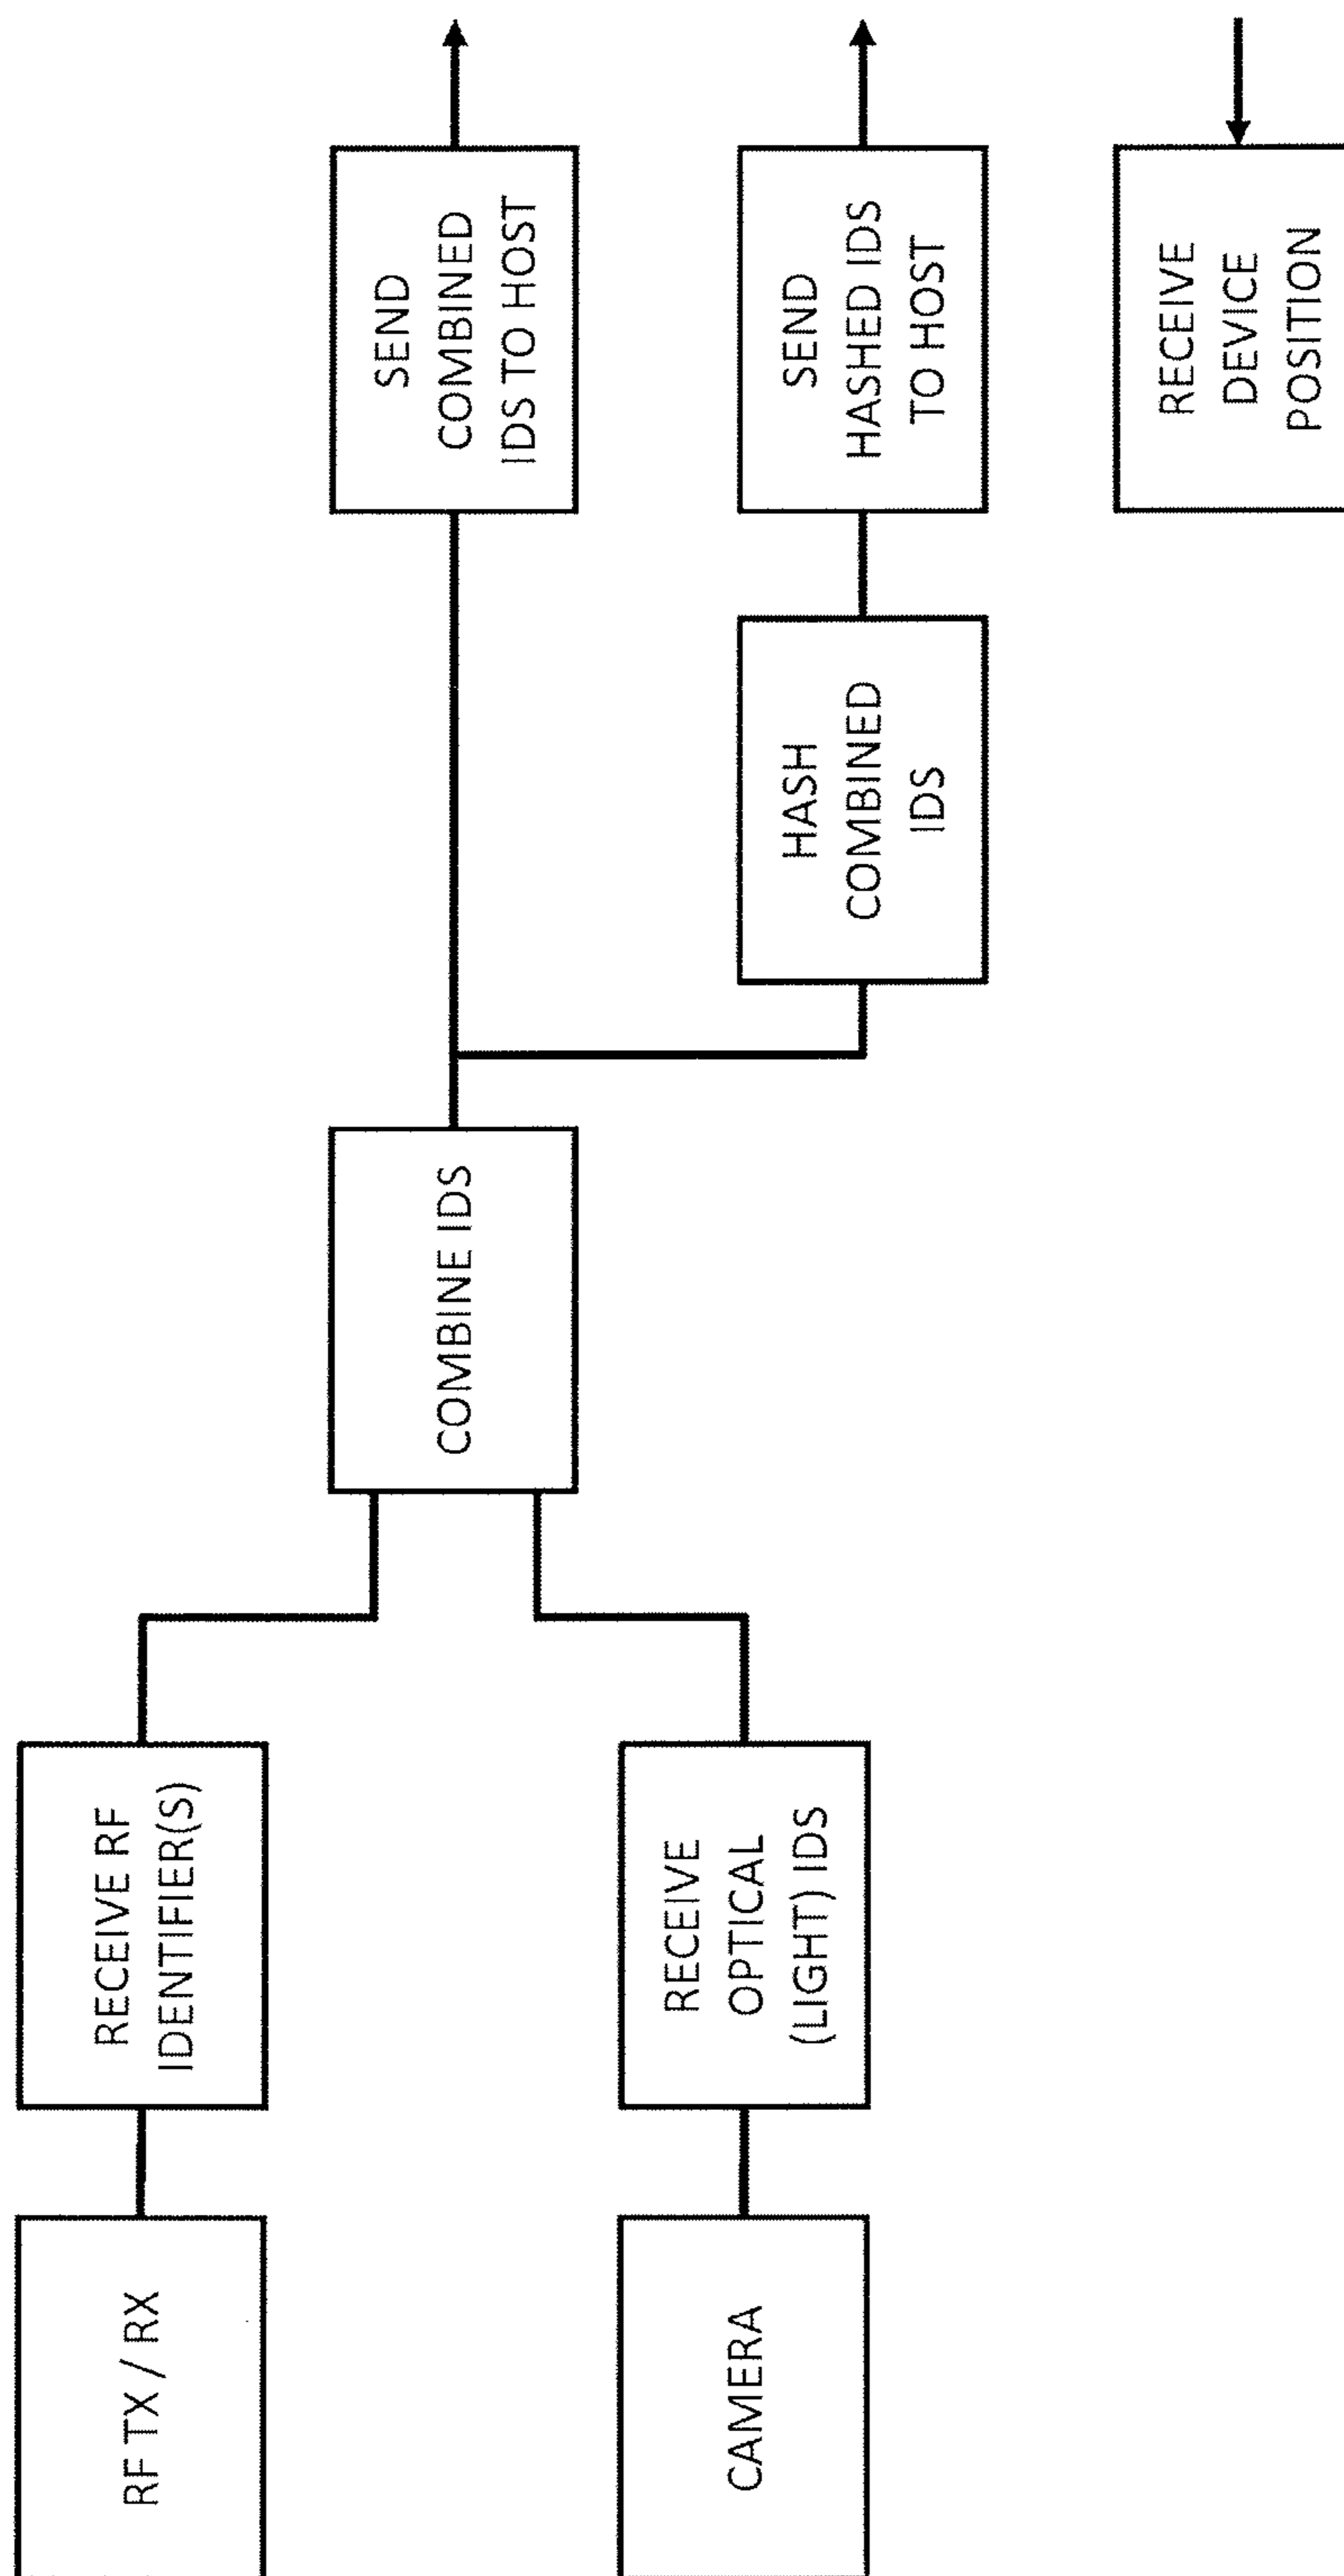 RF TX / RX
RECEIVE RF
IDENTIFIER(S)
CAMERA
RECEIVE
OPTICAL
(LIGHT) IDS
COMBINE IDS
SEND
COMBINED
IDS TO HOST
HASH
COMBINED
IDS
SEND
HASHED IDS
TO HOST
RECEIVE
DEVICE
POSITION